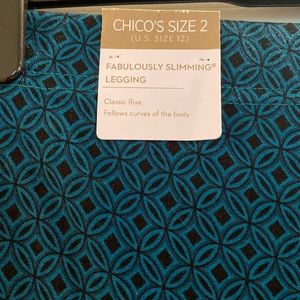 CHICO'S SIZE 2
(U.S. SIZE 12)
FABULOUSLY SLIMMING®
LEGGING
Classic Rise
Follows curves of the body